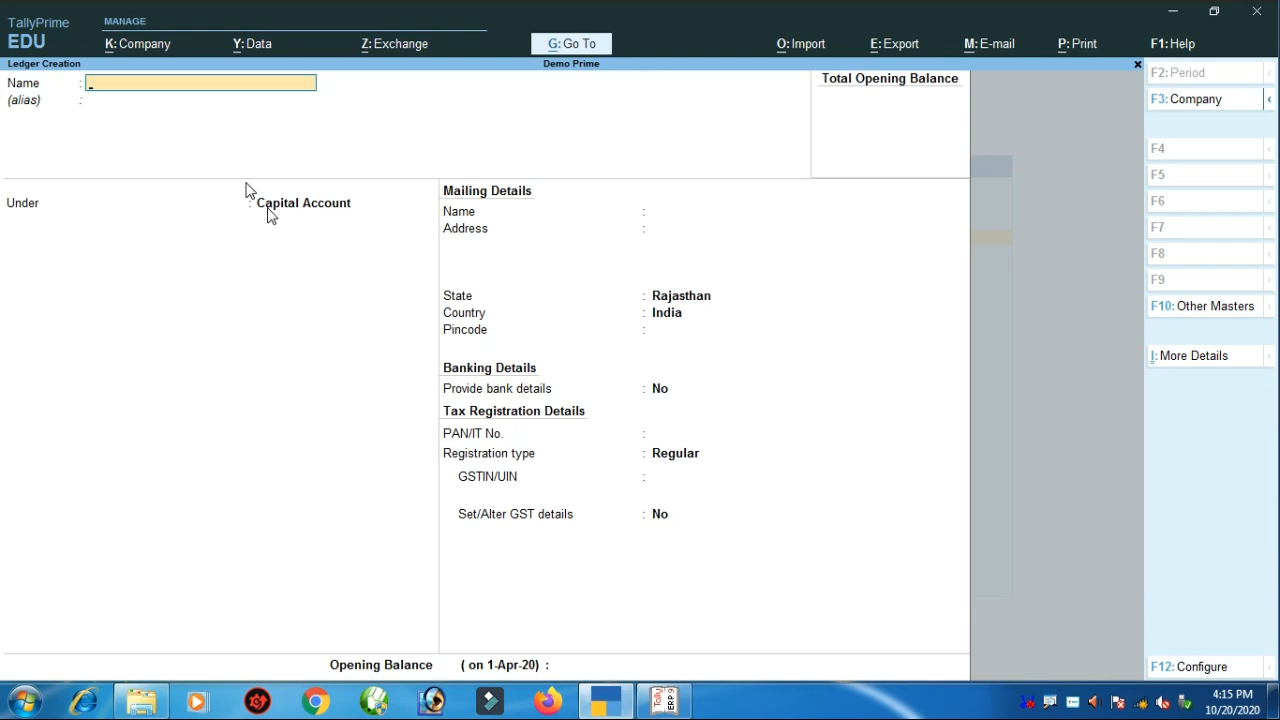 TallyPrime
EDU
MANAGE
K: Company
Y: Data
Z: Exchange
G: Go To
O: Import
E: Export
M: E-mail
P: Print
F1: Help
Ledger Creation
Demo Prime
Name :
(alias) :
Total Opening Balance
Under : Capital Account
Mailing Details
Name :
Address :
State : Rajasthan
Country : India
Pincode :
Banking Details
Provide bank details : No
Tax Registration Details
PAN/IT No. :
Registration type : Regular
GSTIN/UIN :
Set/Alter GST details : No
Opening Balance ( on 1-Apr-20) :
F2: Period
F3: Company
F4
F5
F6
F7
F8
F9
F10: Other Masters
I: More Details
F12: Configure
Tally
ERP 9
4:15 PM
10/20/2020